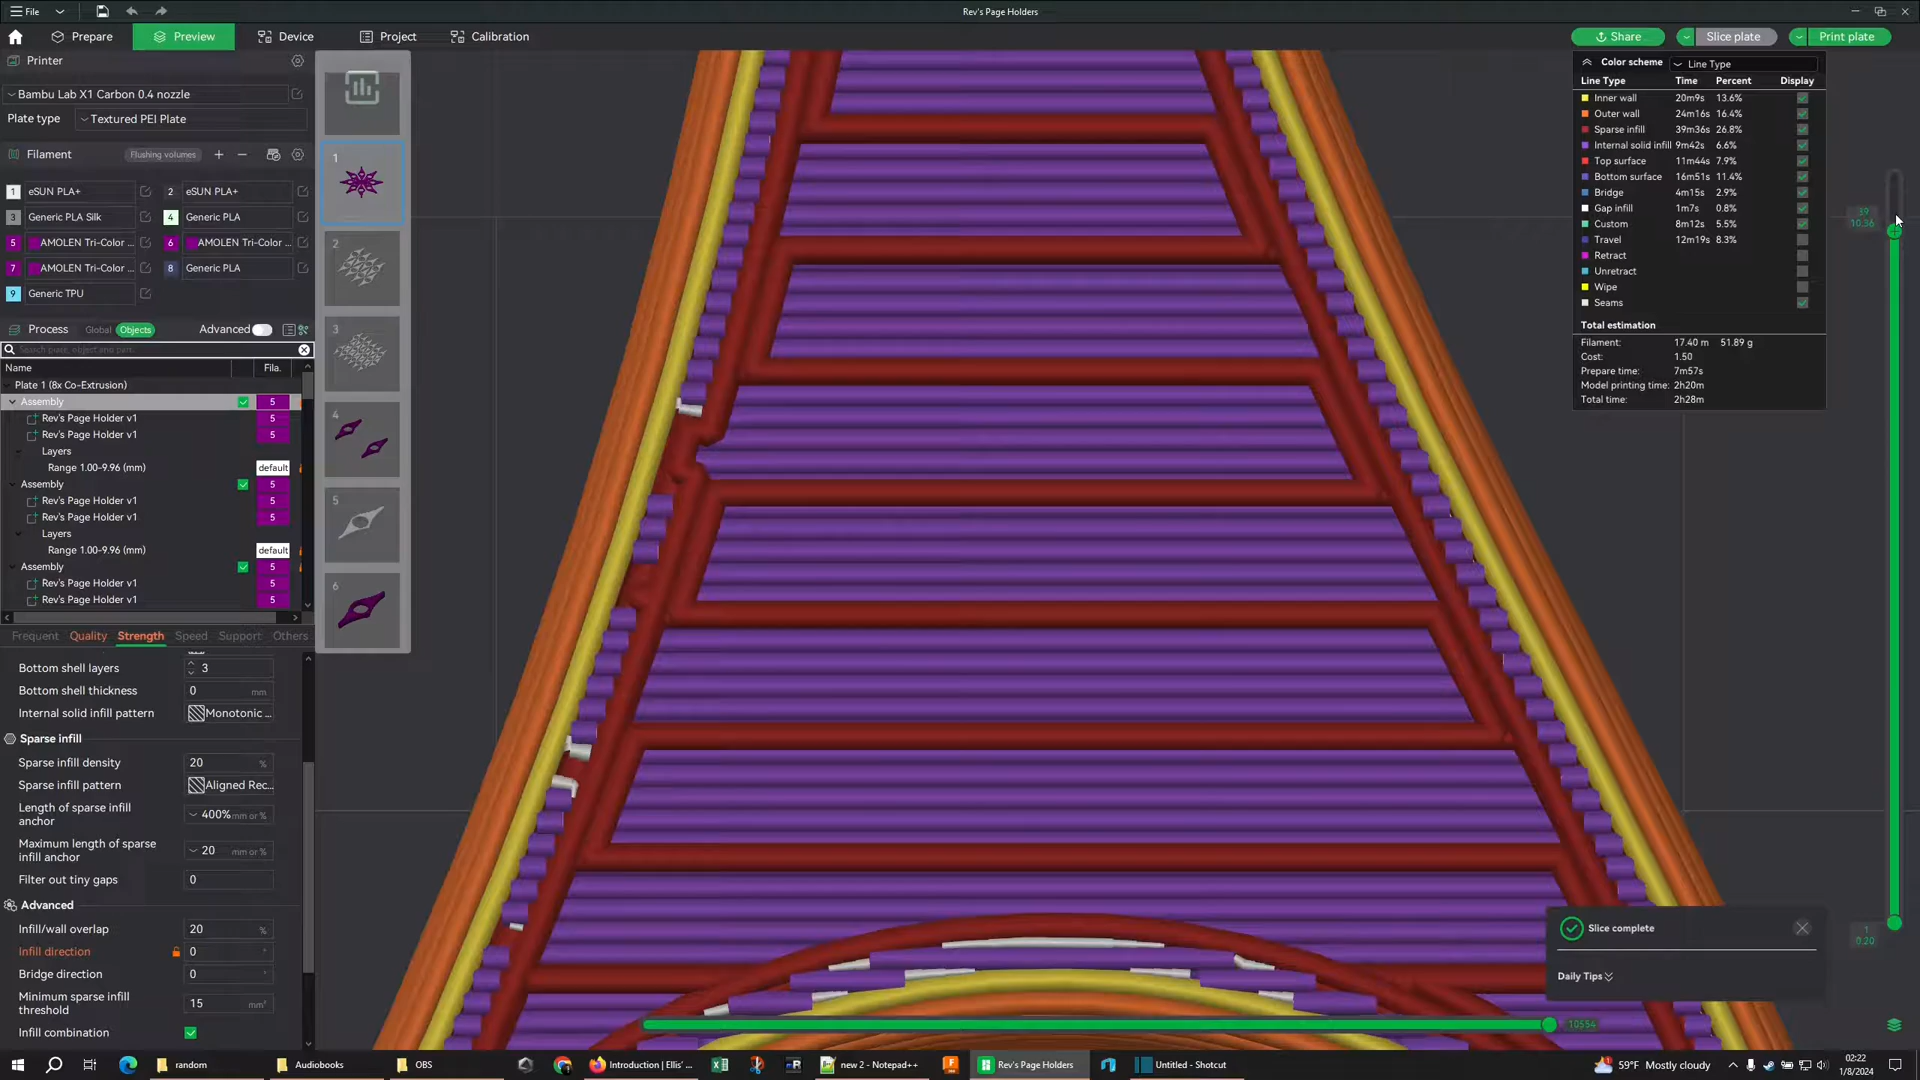 File
Rev's Page Holders
Prepare
Preview
Device
Project
Calibration
Share
Slice plate
Print plate
Printer
Bambu Lab X1 Carbon 0.4 nozzle
Plate type
Textured PEI Plate
Filament
Flushing volumes
1 eSUN PLA+
2 eSUN PLA+
3 Generic PLA Silk
4 Generic PLA
5 AMOLEN Tri-Color ...
6 AMOLEN Tri-Color ...
7 AMOLEN Tri-Color ...
8 Generic PLA
9 Generic TPU
Process Global Objects Advanced
Name Fila.
Plate 1 (8x Co-Extrusion)
Assembly 5
Rev's Page Holder v1 5
Rev's Page Holder v1 5
Layers
Range 1.00-9.96 (mm) default
Assembly 5
Rev's Page Holder v1 5
Rev's Page Holder v1 5
Layers
Range 1.00-9.96 (mm) default
Assembly 5
Rev's Page Holder v1 5
Rev's Page Holder v1 5
Frequent Quality Strength Speed Support Others
Bottom shell layers 3
Bottom shell thickness 0 mm
Internal solid infill pattern Monotonic ...
Sparse infill
Sparse infill density 20 %
Sparse infill pattern Aligned Rec...
Length of sparse infill
anchor 400% mm or %
Maximum length of sparse
infill anchor 20 mm or %
Filter out tiny gaps 0
Advanced
Infill/wall overlap 20 %
Infill direction 0 °
Bridge direction 0 °
Minimum sparse infill
threshold 15 mm²
Infill combination
1
2
3
4
5
6
Color scheme Line Type
Line Type Time Percent Display
Inner wall 20m9s 13.6%
Outer wall 24m16s 16.4%
Sparse infill 39m36s 26.8%
Internal solid infill 9m42s 6.6%
Top surface 11m44s 7.9%
Bottom surface 16m51s 11.4%
Bridge 4m15s 2.9%
Gap infill 1m7s 0.8%
Custom 8m12s 5.5%
Travel 12m19s 8.3%
Retract
Unretract
Wipe
Seams
Total estimation
Filament: 17.40 m 51.89 g
Cost: 1.50
Prepare time: 7m57s
Model printing time: 2h20m
Total time: 2h28m
39
10.36
Slice complete
Daily Tips
1
0.20
10554
random
Audiobooks
OBS
Introduction | Ellis' ...
new 2 - Notepad++
Rev's Page Holders
Untitled - Shotcut
59°F Mostly cloudy
02:22
1/8/2024